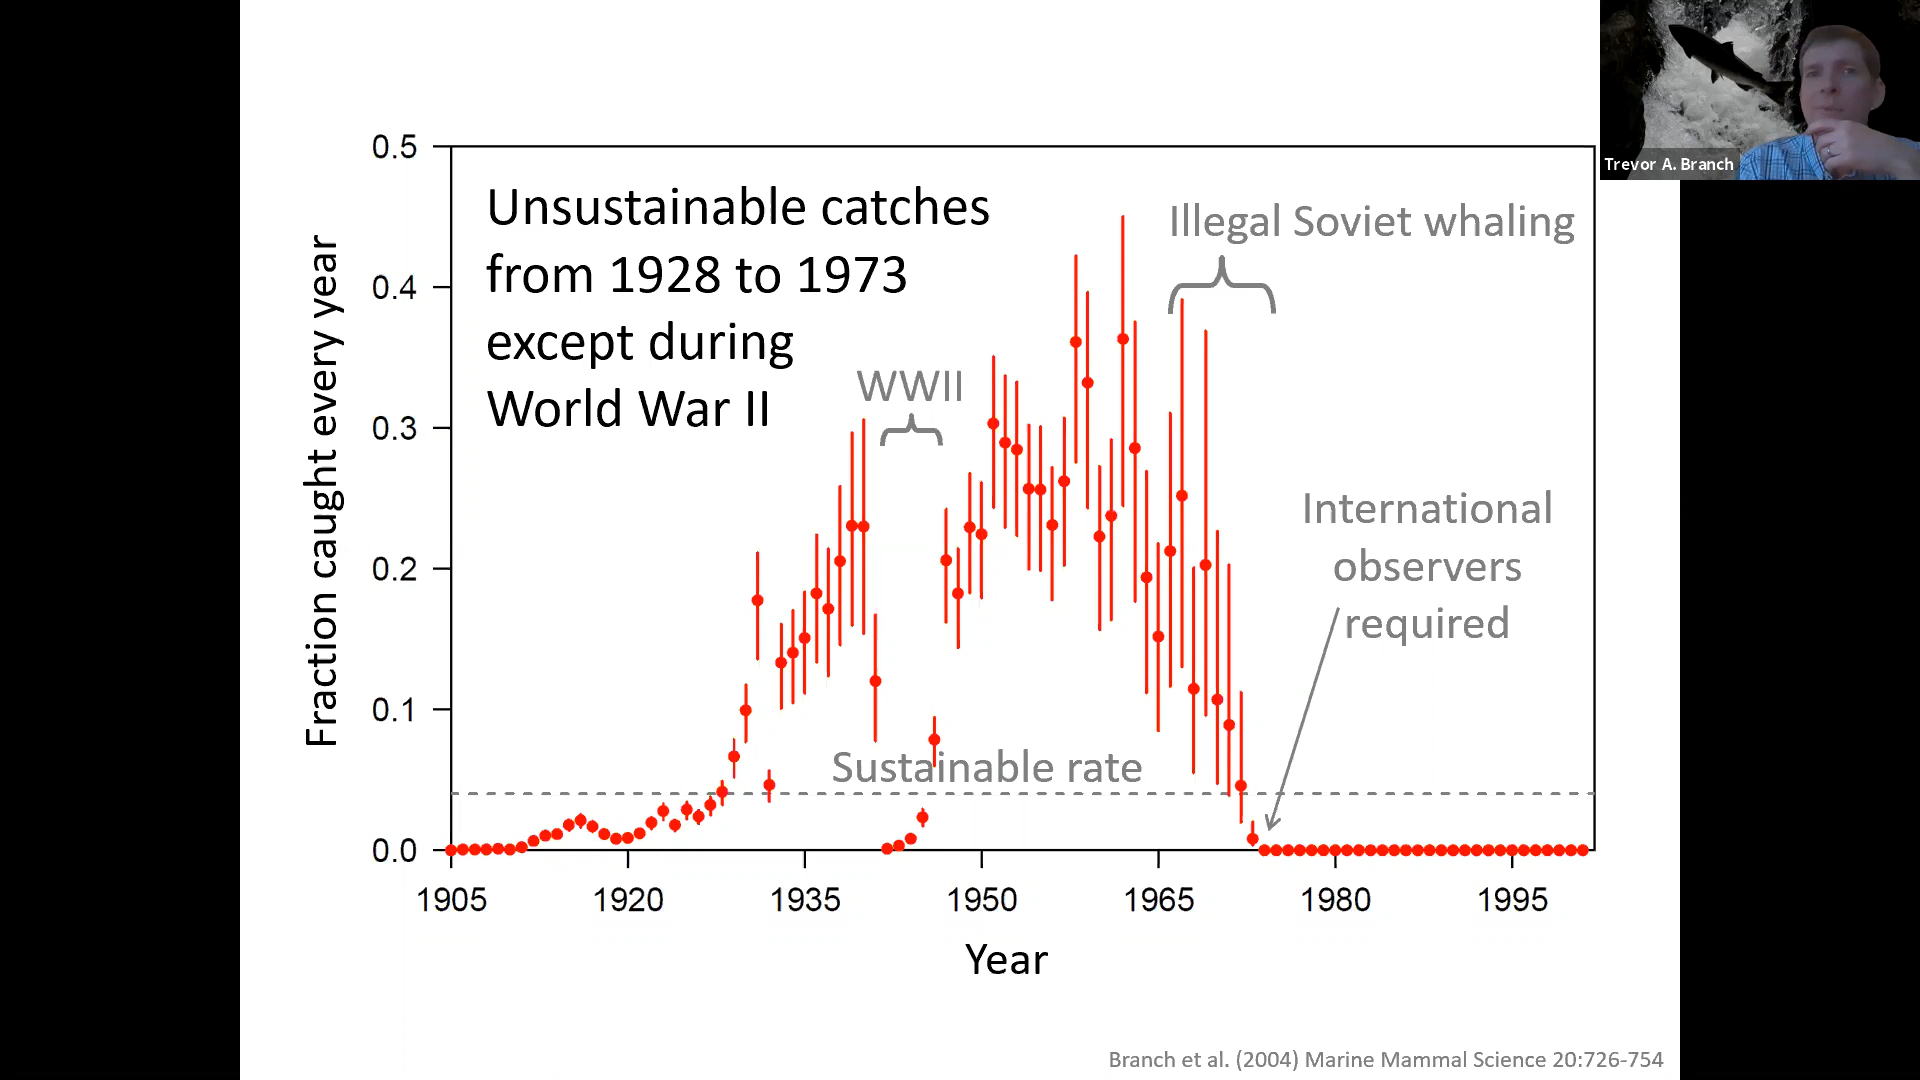 Trevor A. Branch
Unsustainable catches
from 1928 to 1973
except during
World War II
Illegal Soviet whaling
WWII
International
observers
required
Sustainable rate
Fraction caught every year
0.5
0.4
0.3
0.2
0.1
0.0
1905 1920 1935 1950 1965 1980 1995
Year
Branch et al. (2004) Marine Mammal Science 20:726-754